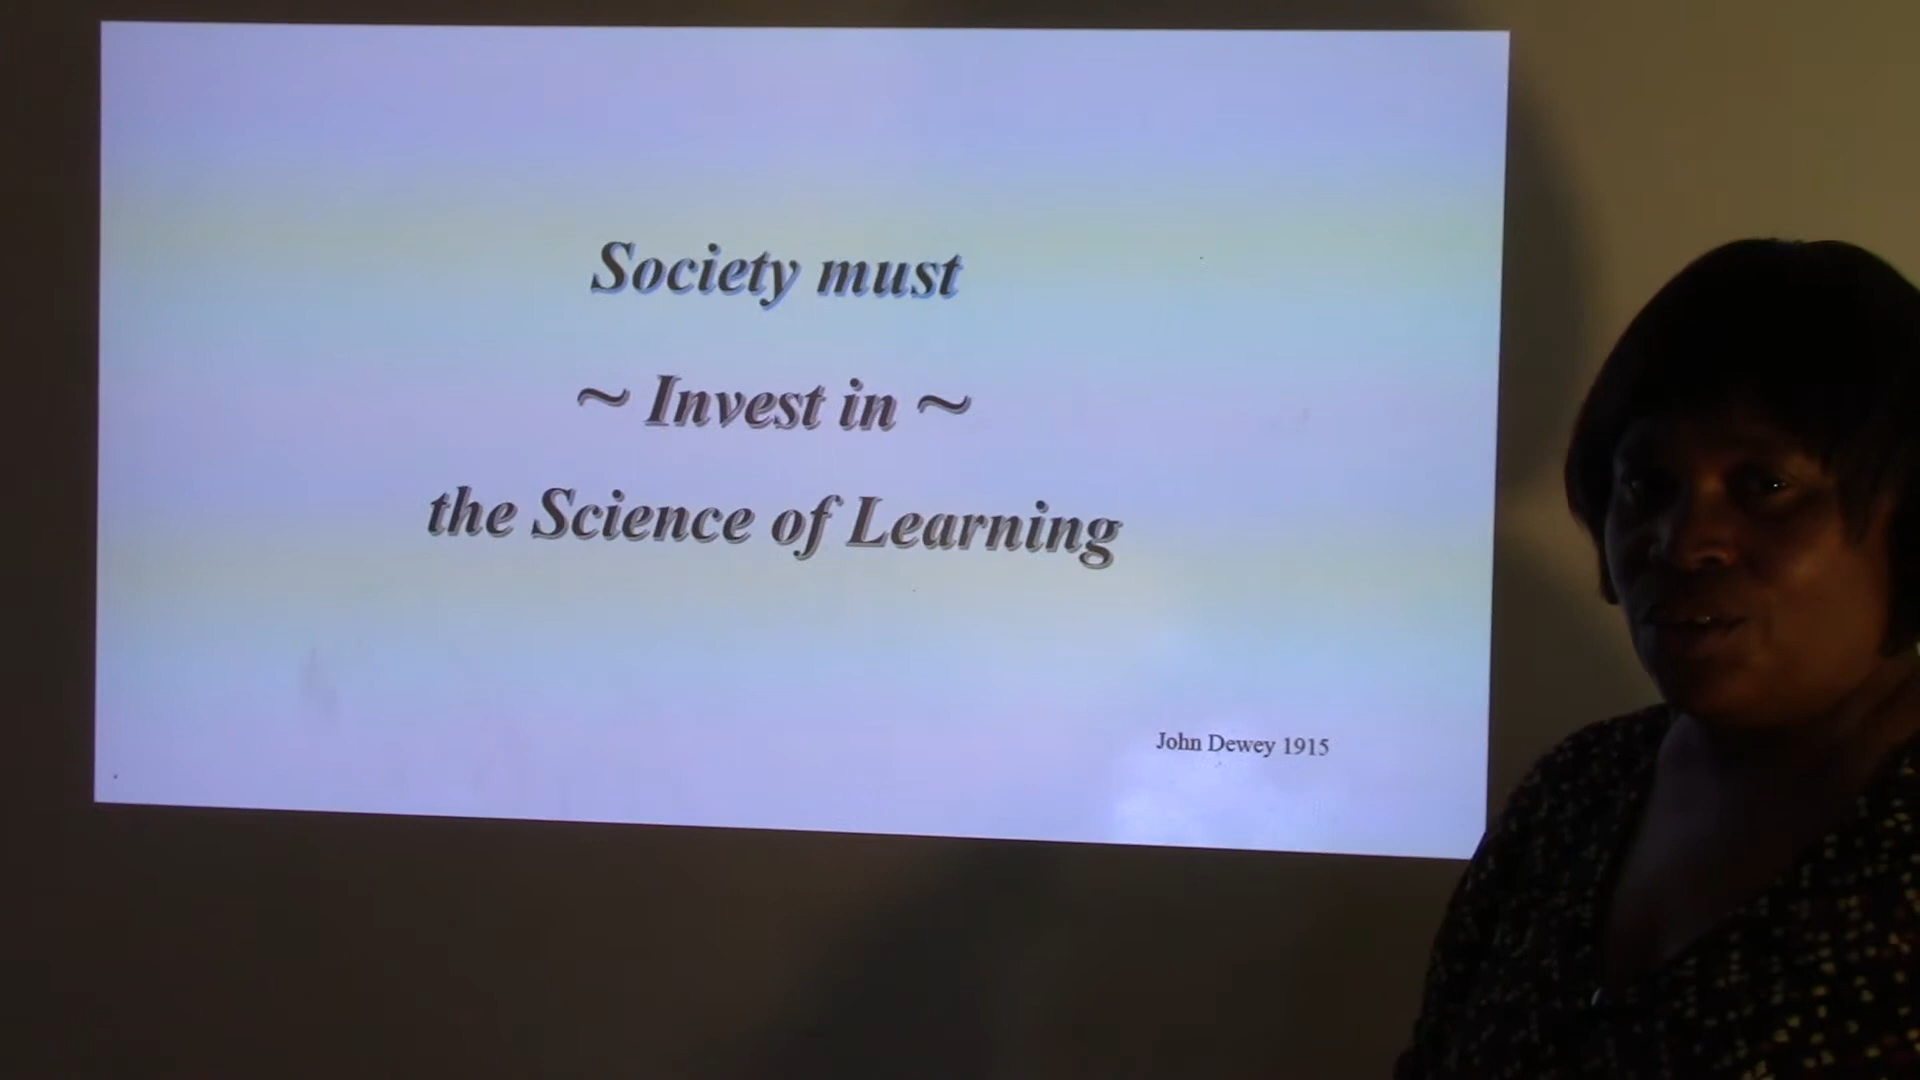 Society must
~ Invest in ~
the Science of Learning
John Dewey 1915